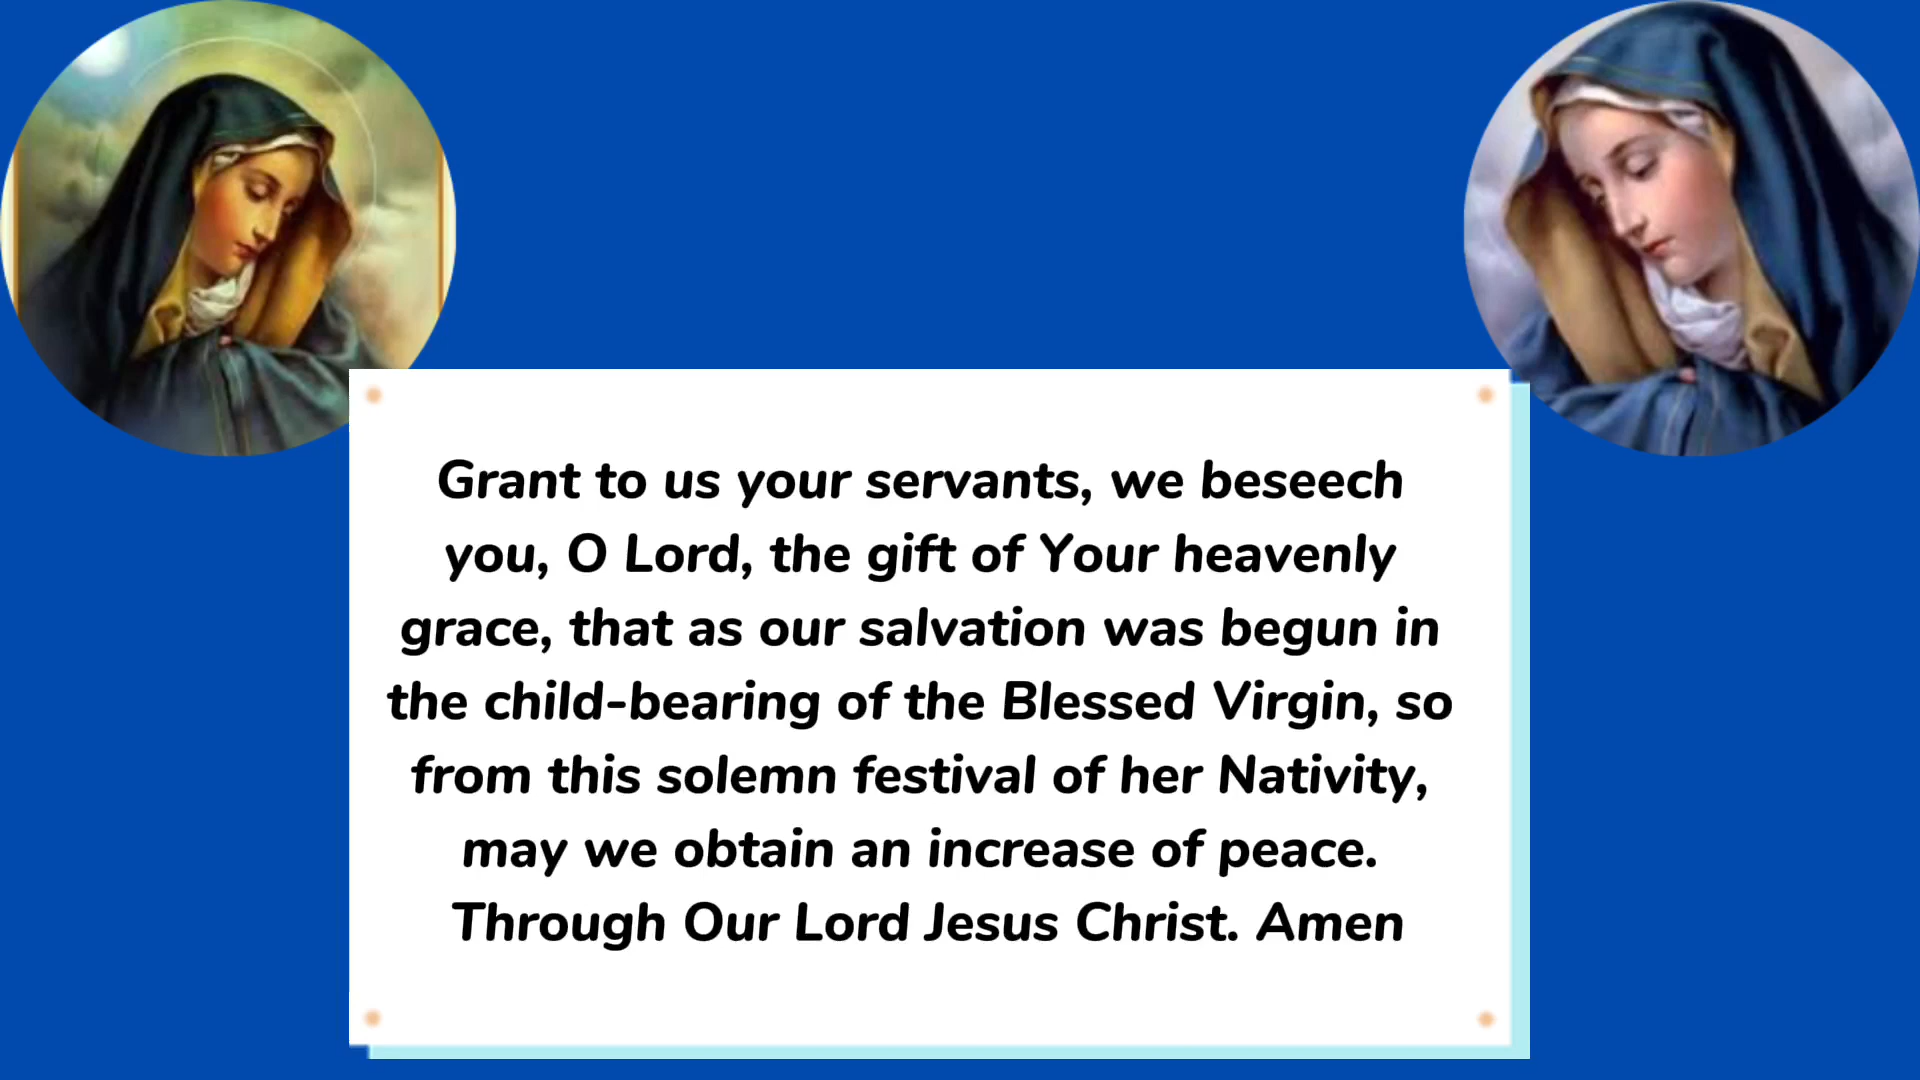 Grant to us your servants, we beseech
you, O Lord, the gift of Your heavenly
grace, that as our salvation was begun in
the child-bearing of the Blessed Virgin, so
from this solemn festival of her Nativity,
may we obtain an increase of peace.
Through Our Lord Jesus Christ. Amen